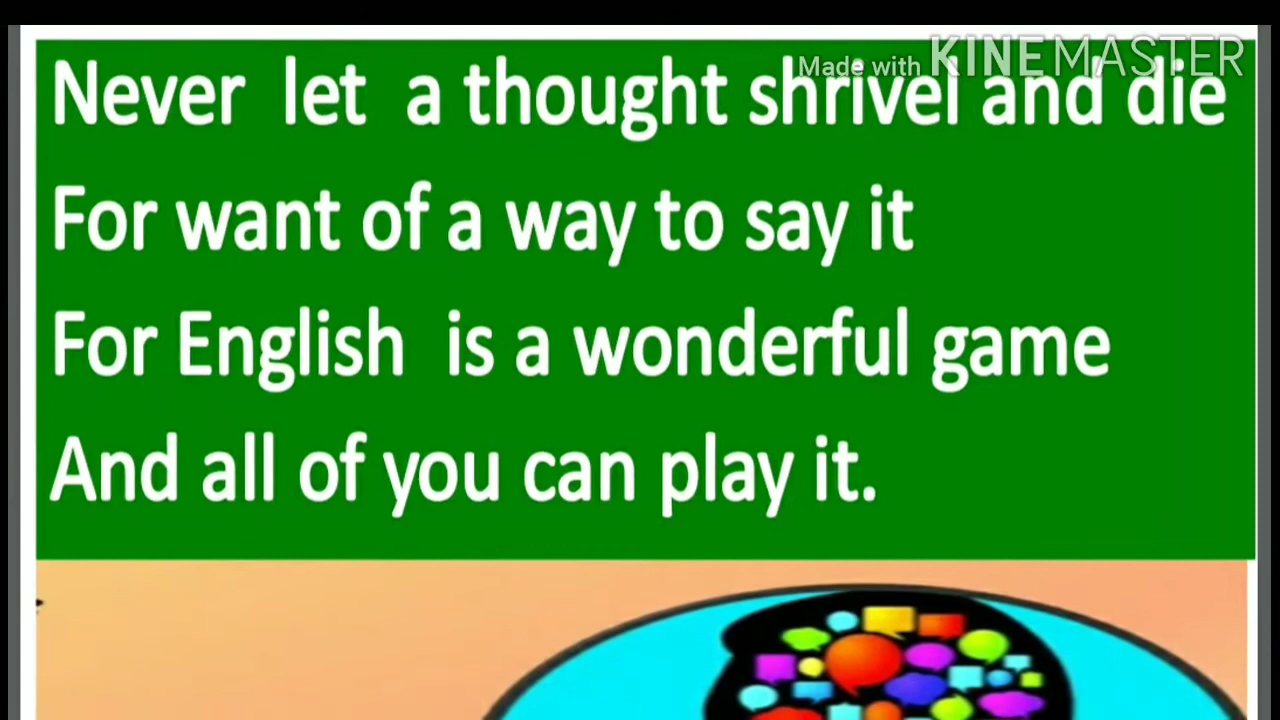 Made with KINEMASTER
Never let a thought shrivel and die
For want of a way to say it
For English is a wonderful game
And all of you can play it.